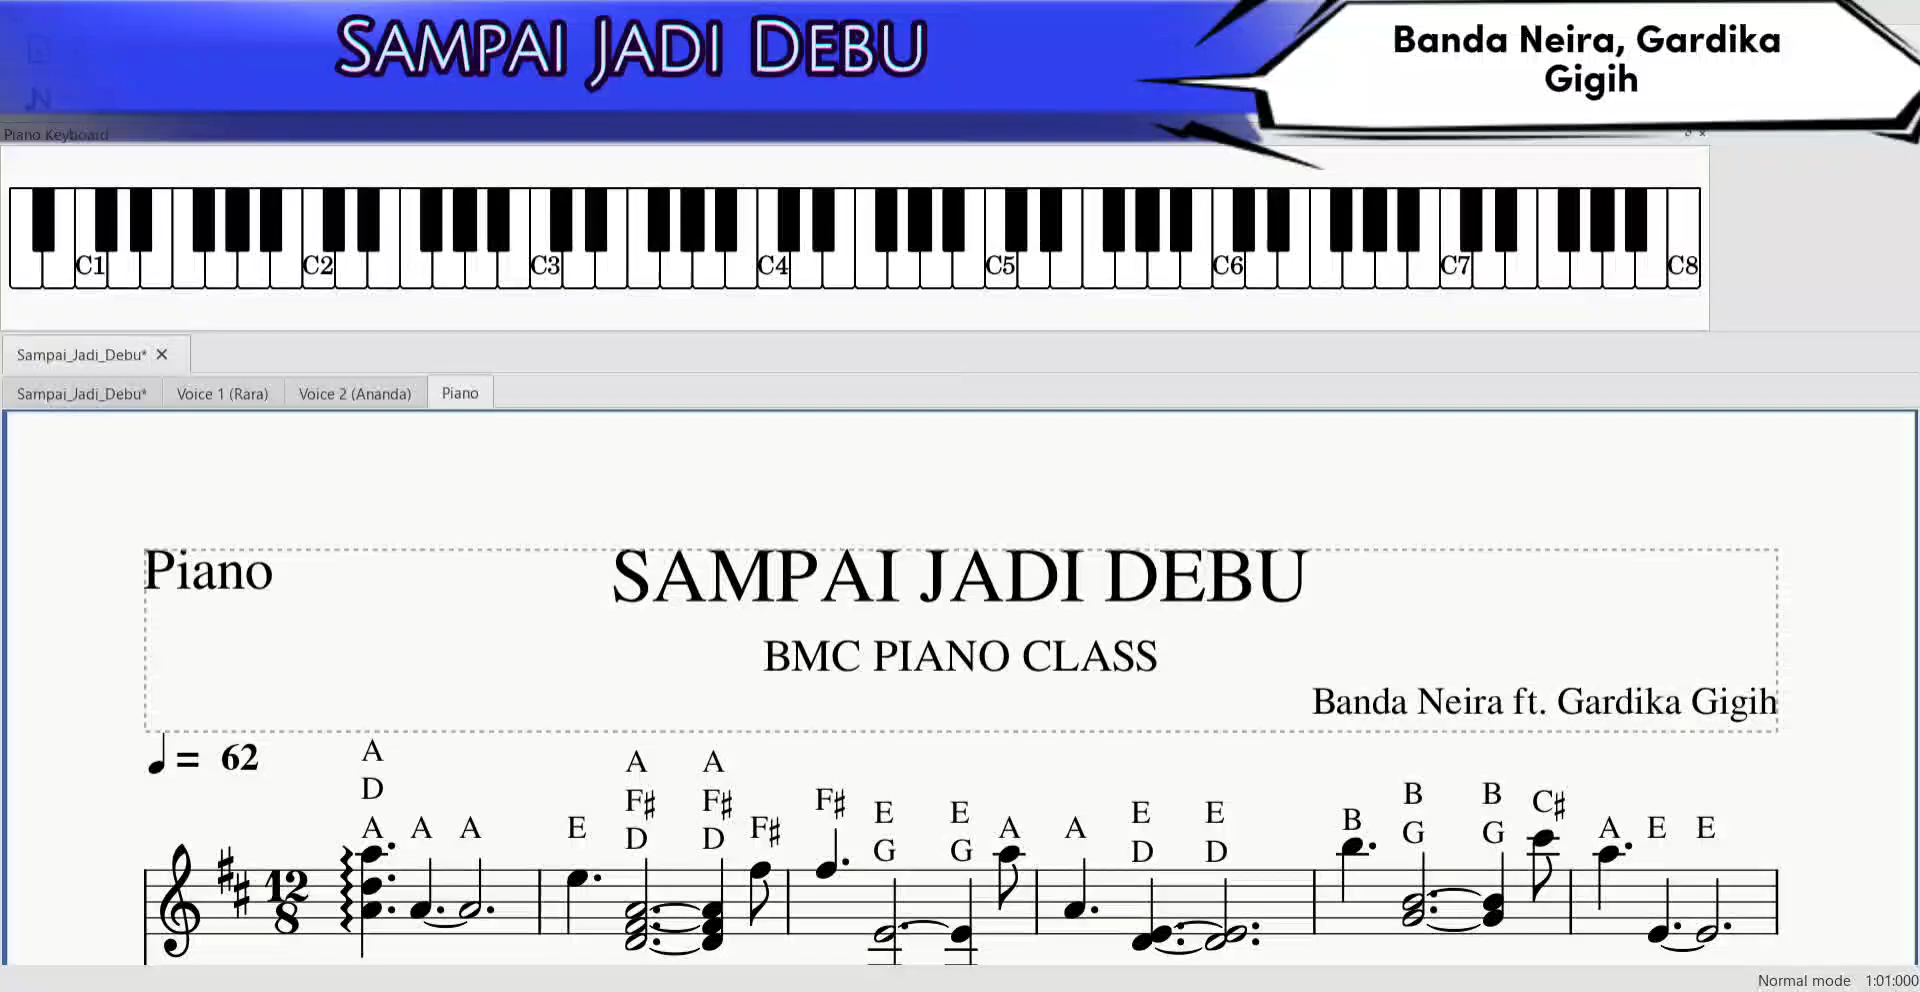 SAMPAI JADI DEBU
Banda Neira, Gardika
Gigih
Piano Keyboard
C1 C2 C3 C4 C5 C6 C7 C8
Sampai_Jadi_Debu*
Sampai_Jadi_Debu* Voice 1 (Rara) Voice 2 (Ananda) Piano
Piano
SAMPAI JADI DEBU
BMC PIANO CLASS
Banda Neira ft. Gardika Gigih
= 62
A A A
D F♯ F♯ F♯ E E E E B B C♯
A A A E D D F♯ G G A A D D B G G A E E
12
8
Normal mode 1:01:000